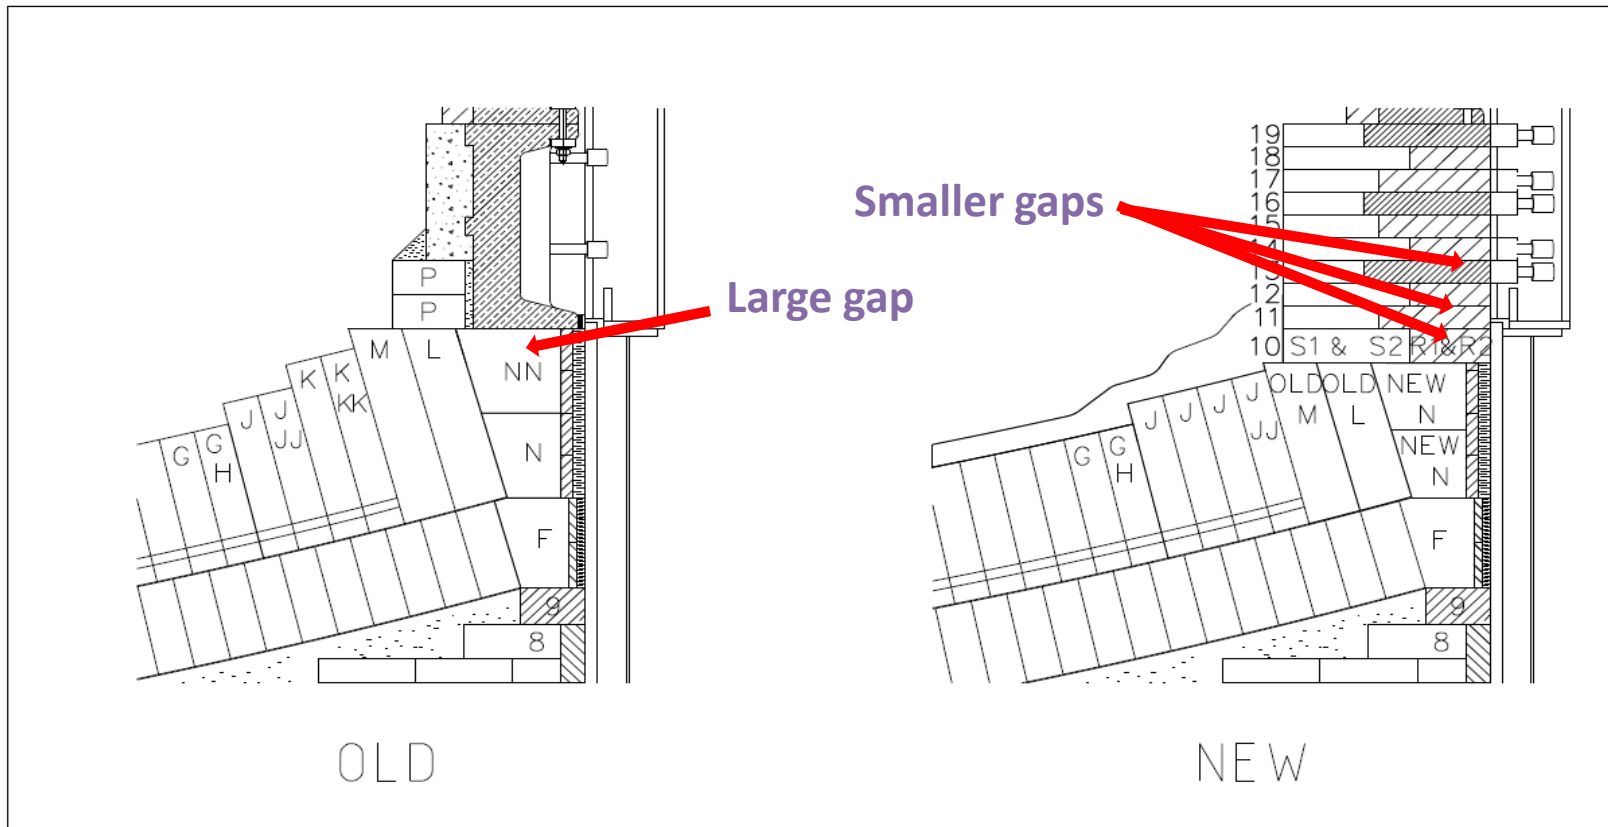 P
P
Large gap
M L
K K
KK
NN
J J
JJ
G G
H
N
F
9
8
OLD
Smaller gaps
19
18
17
16
15
14
13
12
11
10 S1 & S2 R1&R2
OLD OLD NEW
M L N
J J J J
JJ
G G
H
NEW
N
F
9
8
NEW